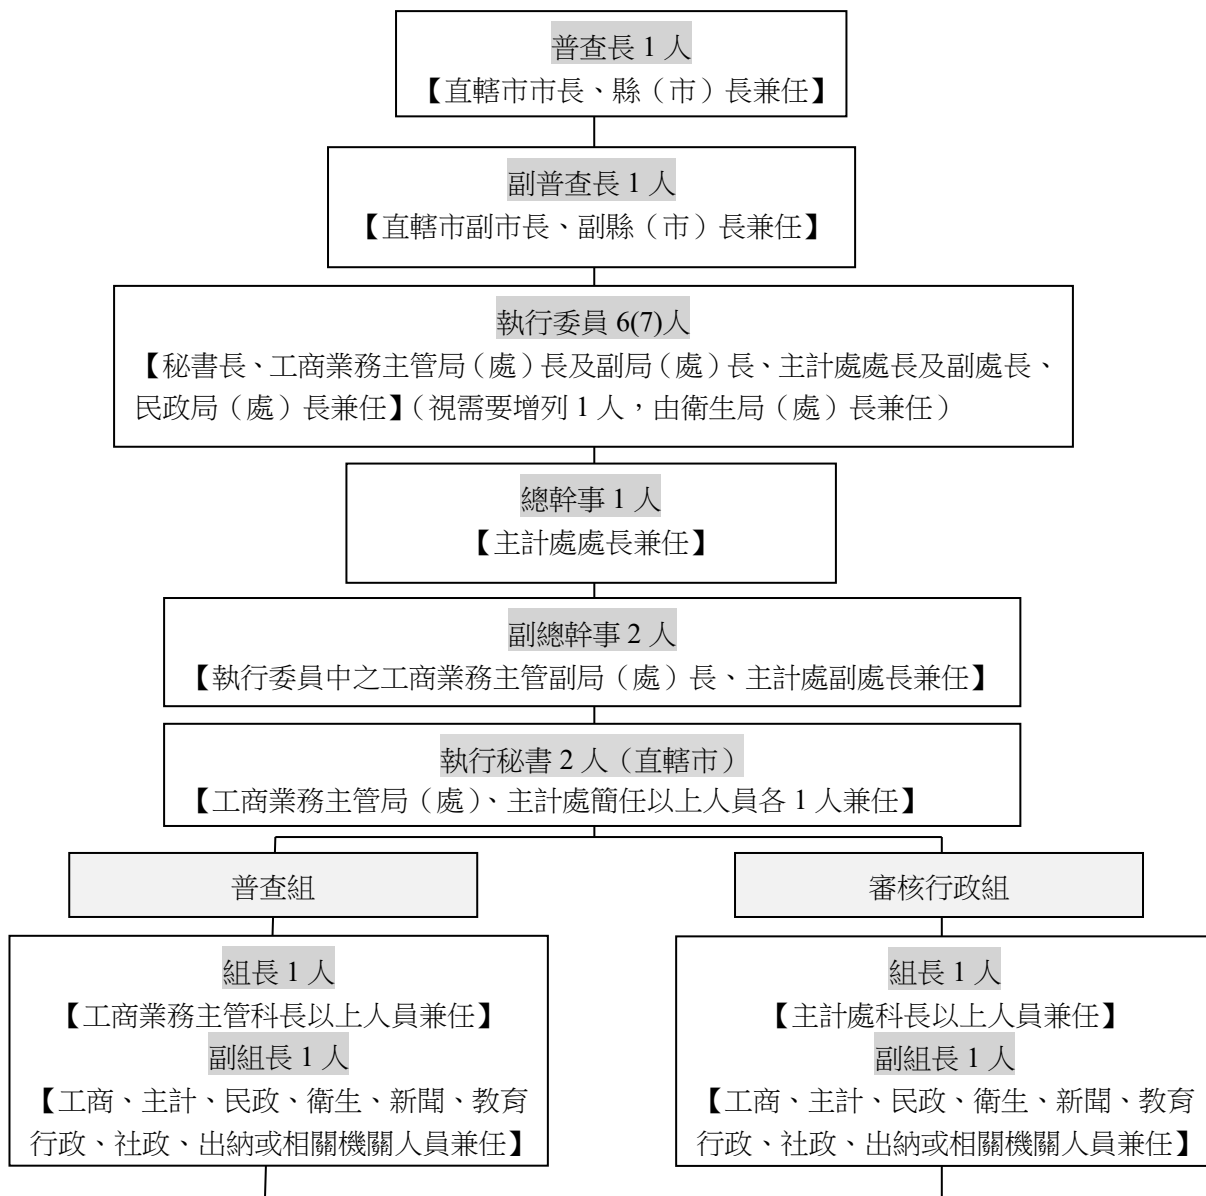 普查長 1 人
【直轄市市長、縣（市）長兼任】
副普查長 1 人
【直轄市副市長、副縣（市）長兼任】
執行委員 6(7)人
【秘書長、工商業務主管局（處）長及副局（處）長、主計處處長及副處長、
民政局（處）長兼任】（視需要增列 1 人，由衛生局（處）長兼任）
總幹事 1 人
【主計處處長兼任】
副總幹事 2 人
【執行委員中之工商業務主管副局（處）長、主計處副處長兼任】
執行秘書 2 人（直轄市）
【工商業務主管局（處）、主計處簡任以上人員各 1 人兼任】
普查組
組長 1 人
【工商業務主管科長以上人員兼任】
副組長 1 人
【工商、主計、民政、衛生、新聞、教育
行政、社政、出納或相關機關人員兼任】
審核行政組
組長 1 人
【主計處科長以上人員兼任】
副組長 1 人
【工商、主計、民政、衛生、新聞、教育
行政、社政、出納或相關機關人員兼任】